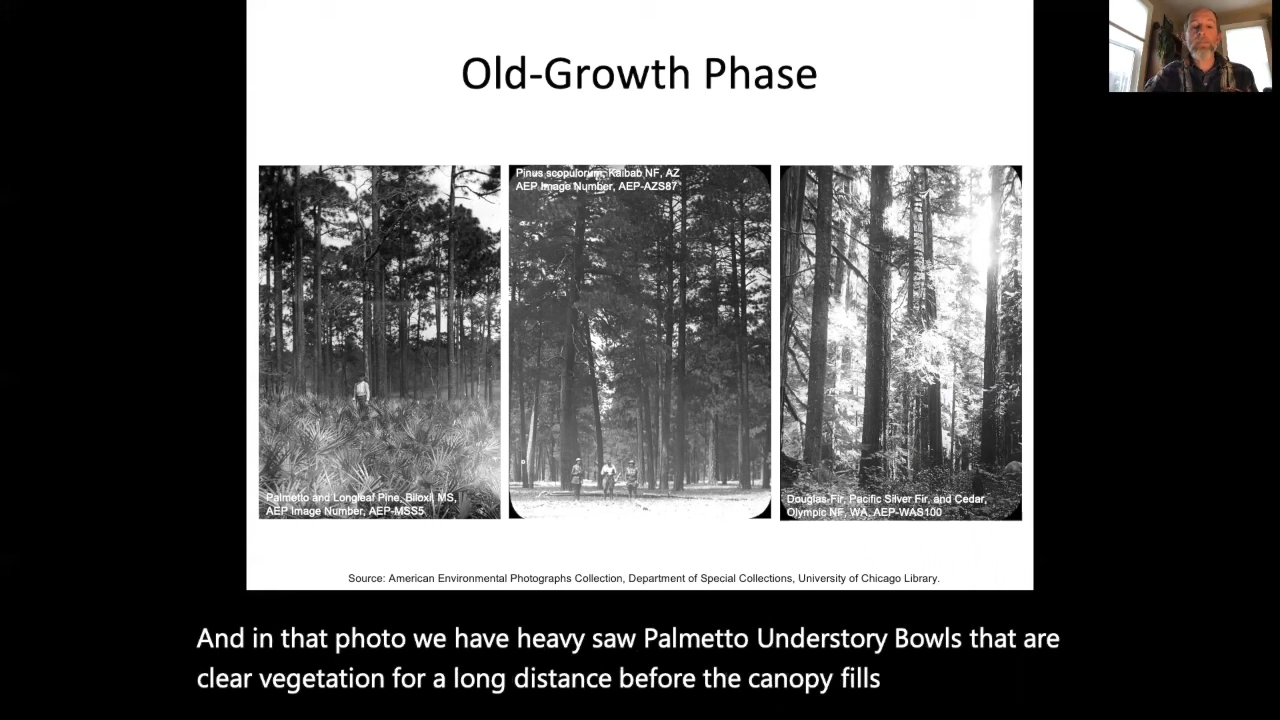 Old-Growth Phase
Pinus scopulorum, Kaibab NF, AZ
AEP Image Number, AEP-AZS87
Palmetto and Longleaf Pine, Biloxi, MS,
AEP Image Number, AEP-MSS5
Douglas-Fir, Pacific Silver Fir, and Cedar,
Olympic NF, WA, AEP-WAS100
Source: American Environmental Photographs Collection, Department of Special Collections, University of Chicago Library.
And in that photo we have heavy saw Palmetto Understory Bowls that are
clear vegetation for a long distance before the canopy fills